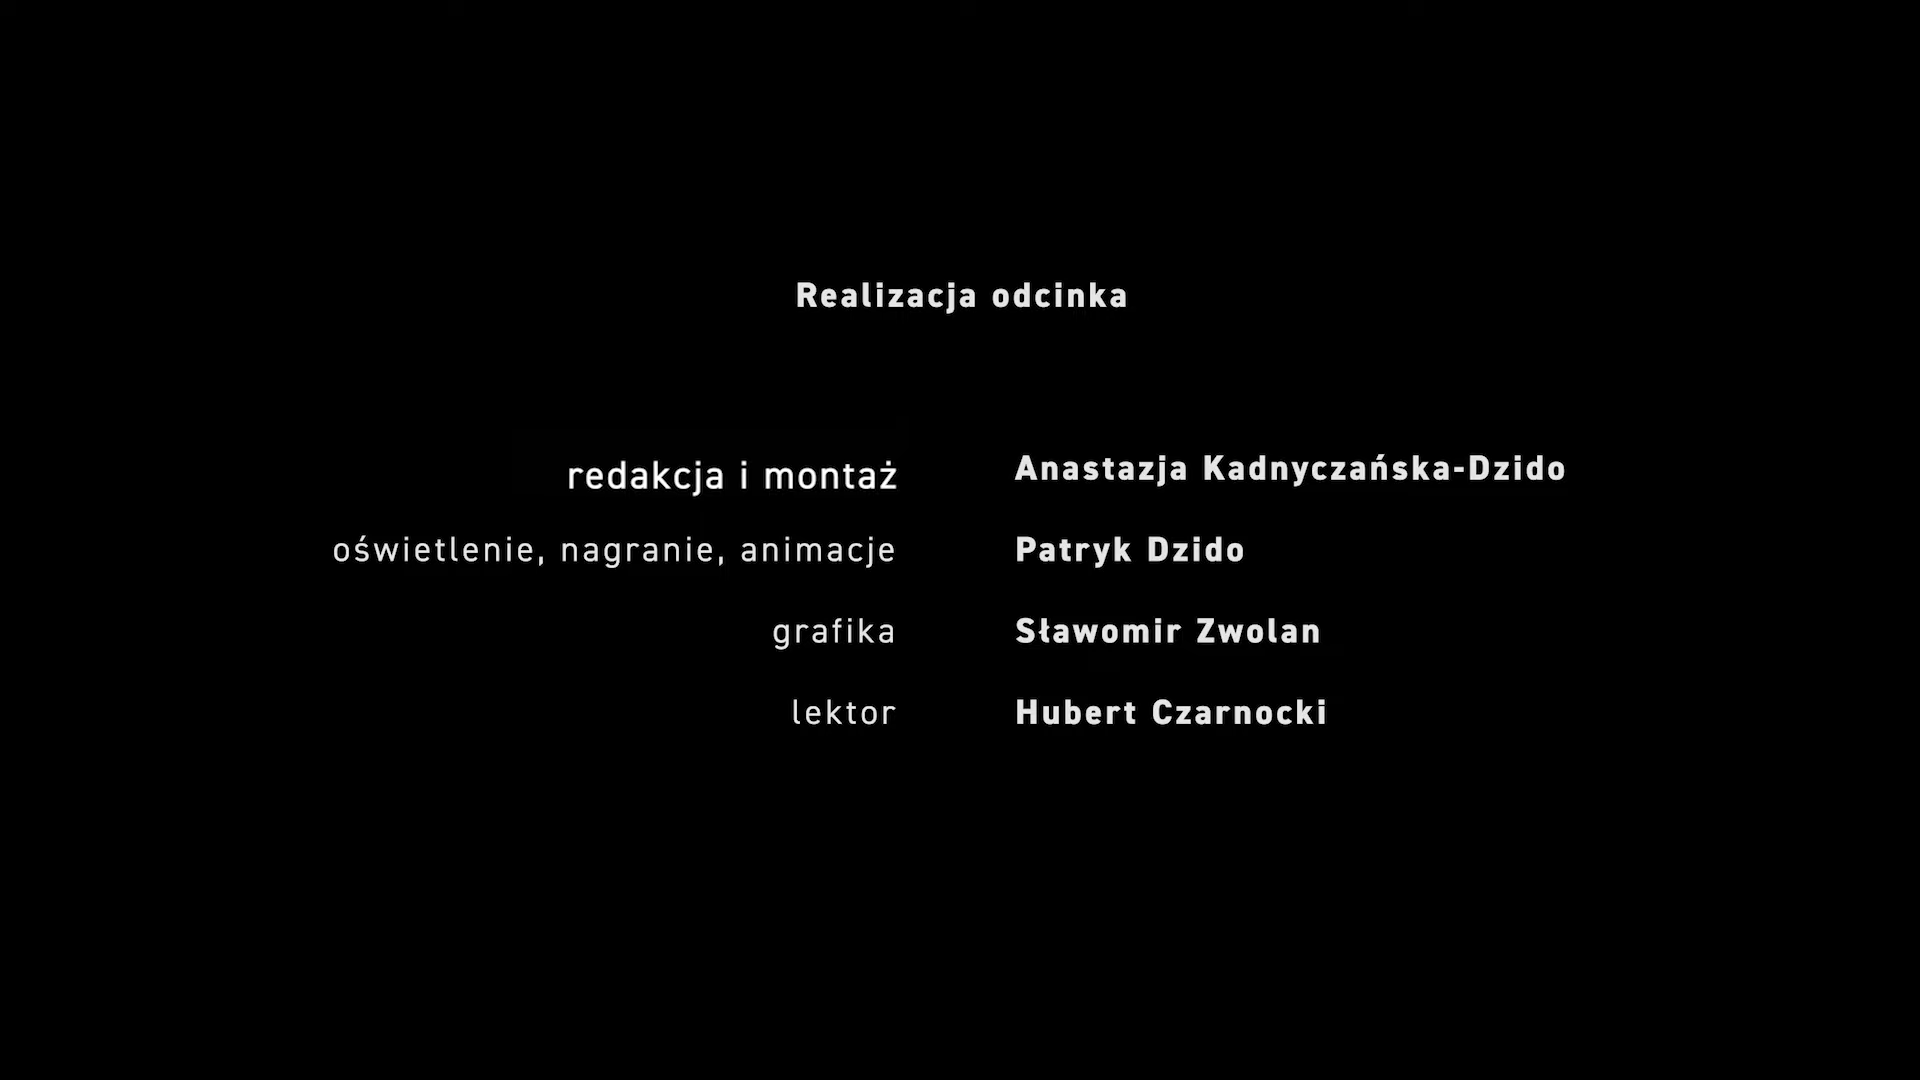 Realizacja odcinka
redakcja i montaż Anastazja Kadnyczańska-Dzido
oświetlenie, nagranie, animacje Patryk Dzido
grafika Sławomir Zwolan
lektor Hubert Czarnocki